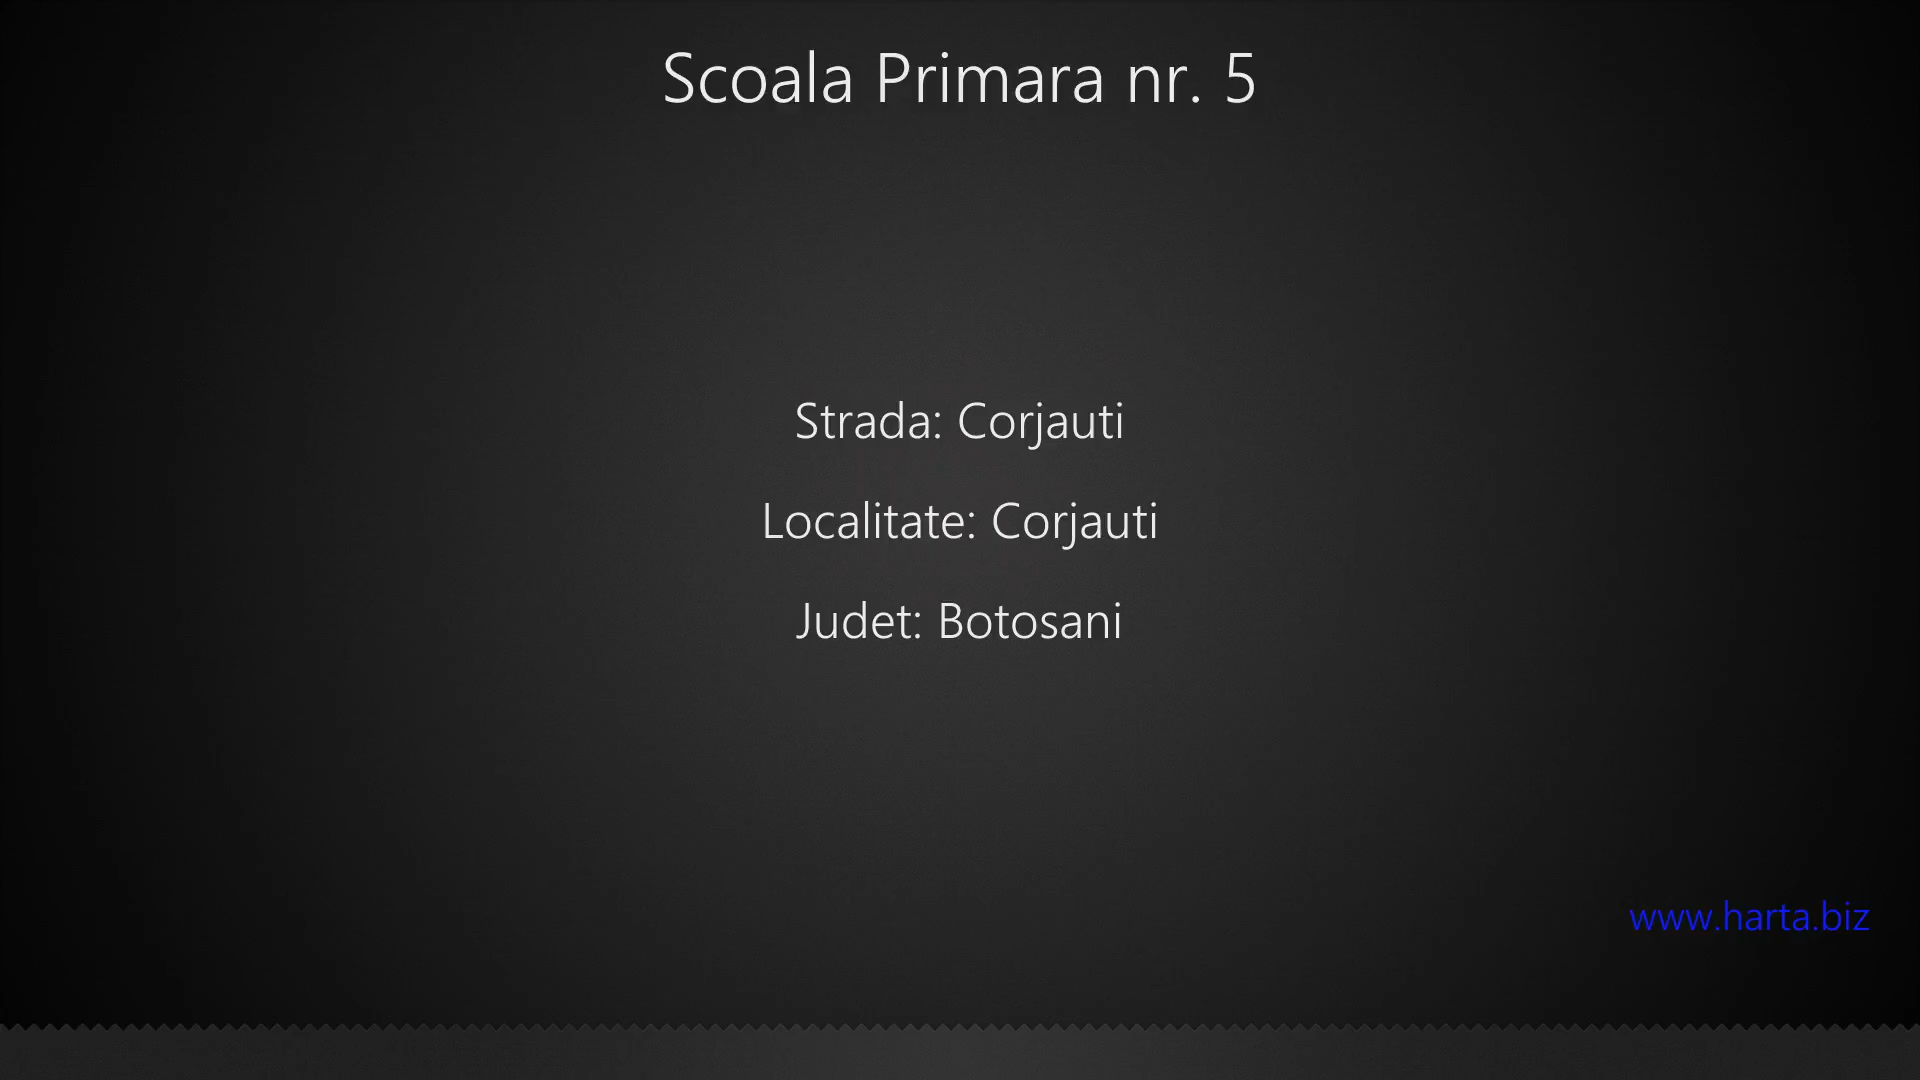 Scoala Primara nr. 5
Strada: Corjauti
Localitate: Corjauti
Judet: Botosani
www.harta.biz